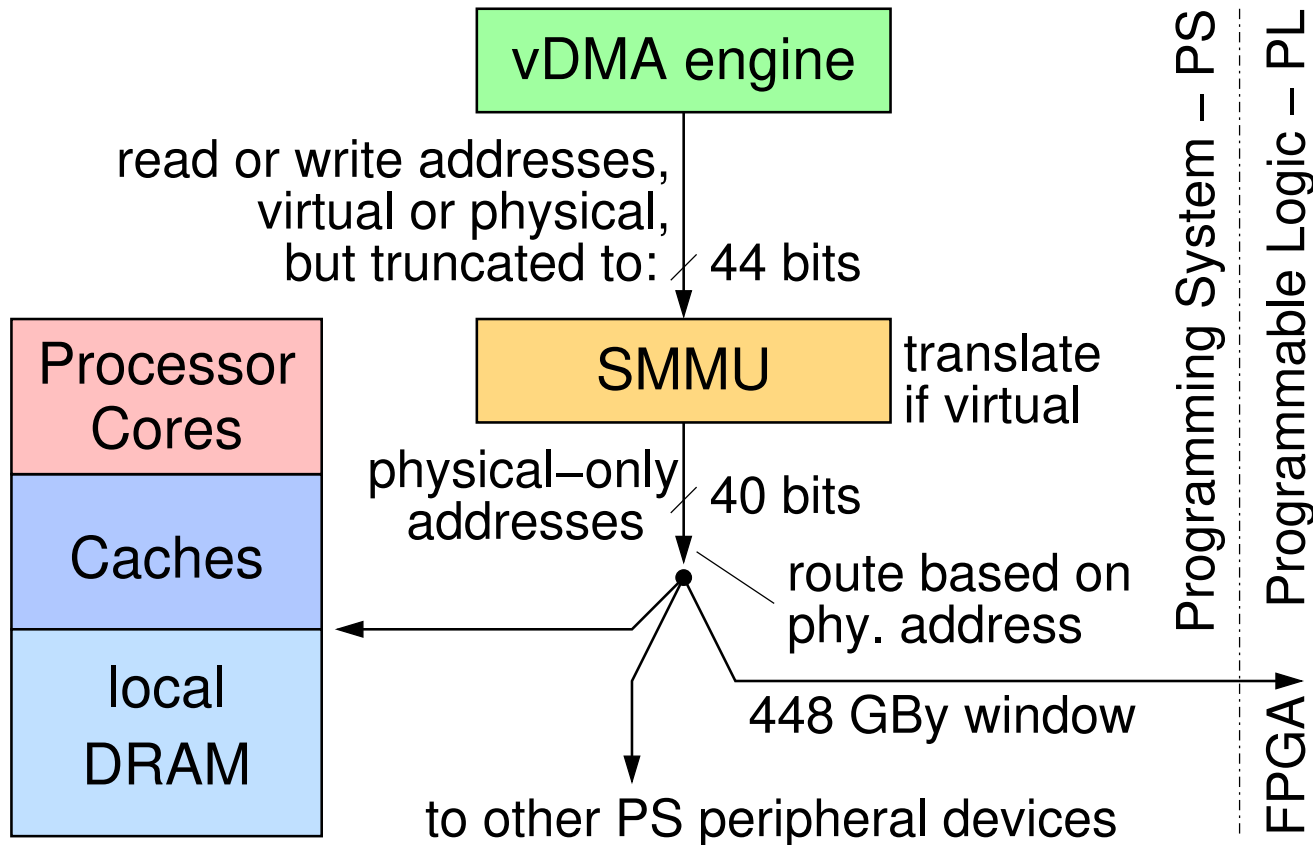 vDMA engine
read or write addresses,
virtual or physical,
but truncated to:
44 bits
SMMU
translate
if virtual
physical–only
addresses
40 bits
route based on
phy. address
448 GBy window
to other PS peripheral devices
Processor
Cores
Caches
local
DRAM
Programming System – PS
Programmable Logic – PL
FPGA